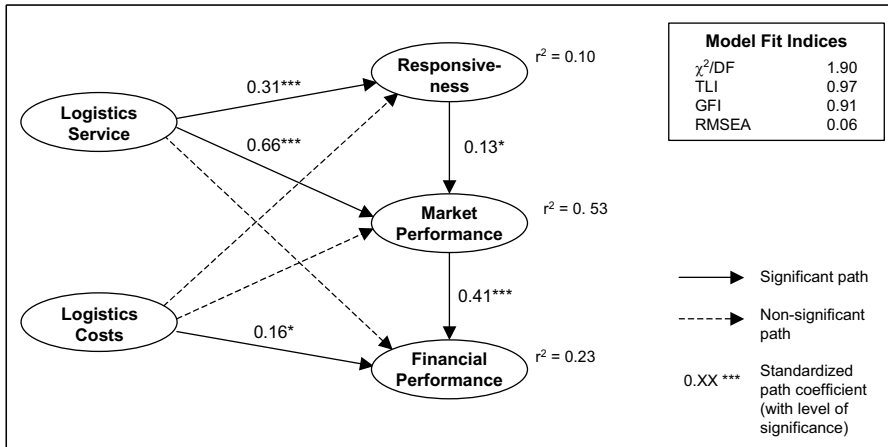 Logistics
Service
Logistics
Costs
0.31***
0.66***
0.16*
Responsive-
ness
r² = 0.10
0.13*
Market
Performance
r² = 0. 53
0.41***
Financial
Performance
r² = 0.23
Model Fit Indices
χ²/DF 1.90
TLI 0.97
GFI 0.91
RMSEA 0.06
Significant path
Non-significant
path
0.XX *** Standardized
path coefficient
(with level of
significance)